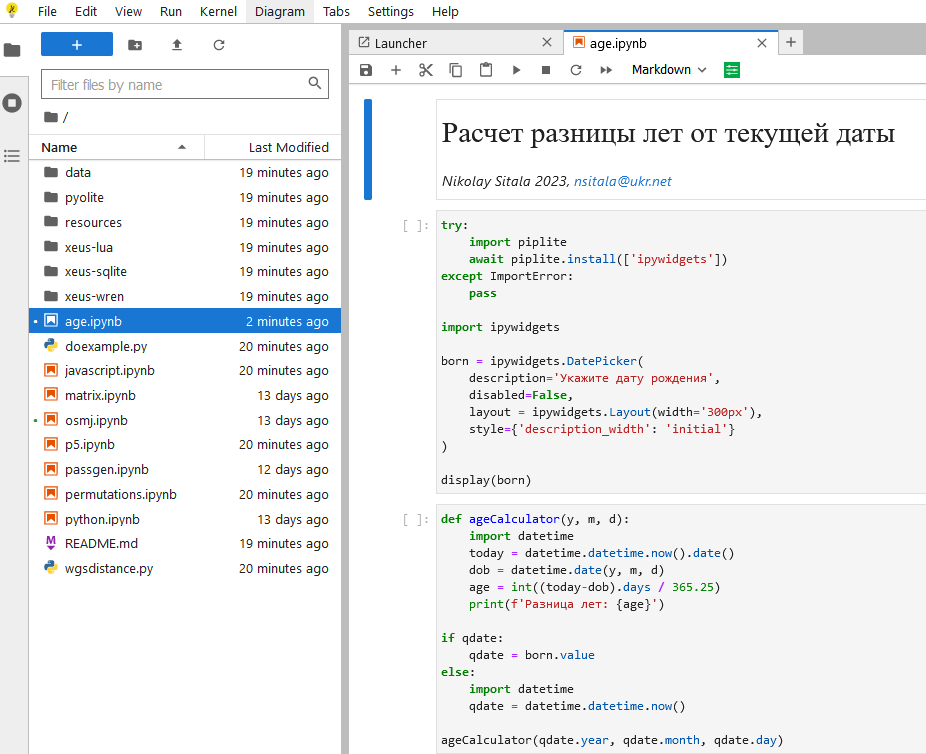 File Edit View Run Kernel Diagram Tabs Settings Help
+
Launcher
age.ipynb
+
Markdown
Filter files by name
/
Name Last Modified
data 19 minutes ago
pyolite 19 minutes ago
resources 19 minutes ago
xeus-lua 19 minutes ago
xeus-sqlite 19 minutes ago
xeus-wren 19 minutes ago
age.ipynb 2 minutes ago
doexample.py 20 minutes ago
javascript.ipynb 20 minutes ago
matrix.ipynb 13 days ago
osmj.ipynb 13 days ago
p5.ipynb 20 minutes ago
passgen.ipynb 12 days ago
permutations.ipynb 20 minutes ago
python.ipynb 13 days ago
README.md 19 minutes ago
wgsdistance.py 20 minutes ago
Расчет разницы лет от текущей даты
Nikolay Sitala 2023, nsitala@ukr.net
[ ]: try:
    import piplite
    await piplite.install(['ipywidgets'])
except ImportError:
    pass
import ipywidgets
born = ipywidgets.DatePicker(
    description='Укажите дату рождения',
    disabled=False,
    layout = ipywidgets.Layout(width='300px'),
    style={'description_width': 'initial'}
)
display(born)
[ ]: def ageCalculator(y, m, d):
    import datetime
    today = datetime.datetime.now().date()
    dob = datetime.date(y, m, d)
    age = int((today-dob).days / 365.25)
    print(f'Разница лет: {age}')
if qdate:
    qdate = born.value
else:
    import datetime
    qdate = datetime.datetime.now()
ageCalculator(qdate.year, qdate.month, qdate.day)